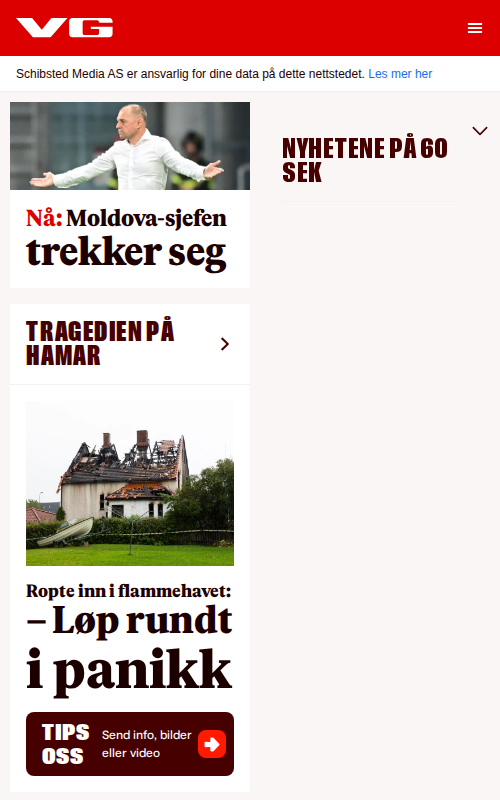 VG
Schibsted Media AS er ansvarlig for dine data på dette nettstedet. Les mer her
Nå: Moldova-sjefen
trekker seg
NYHETENE PÅ 60
SEK
TRAGEDIEN PÅ
HAMAR
Ropte inn i flammehavet:
– Løp rundt
i panikk
TIPS
OSS
Send info, bilder
eller video